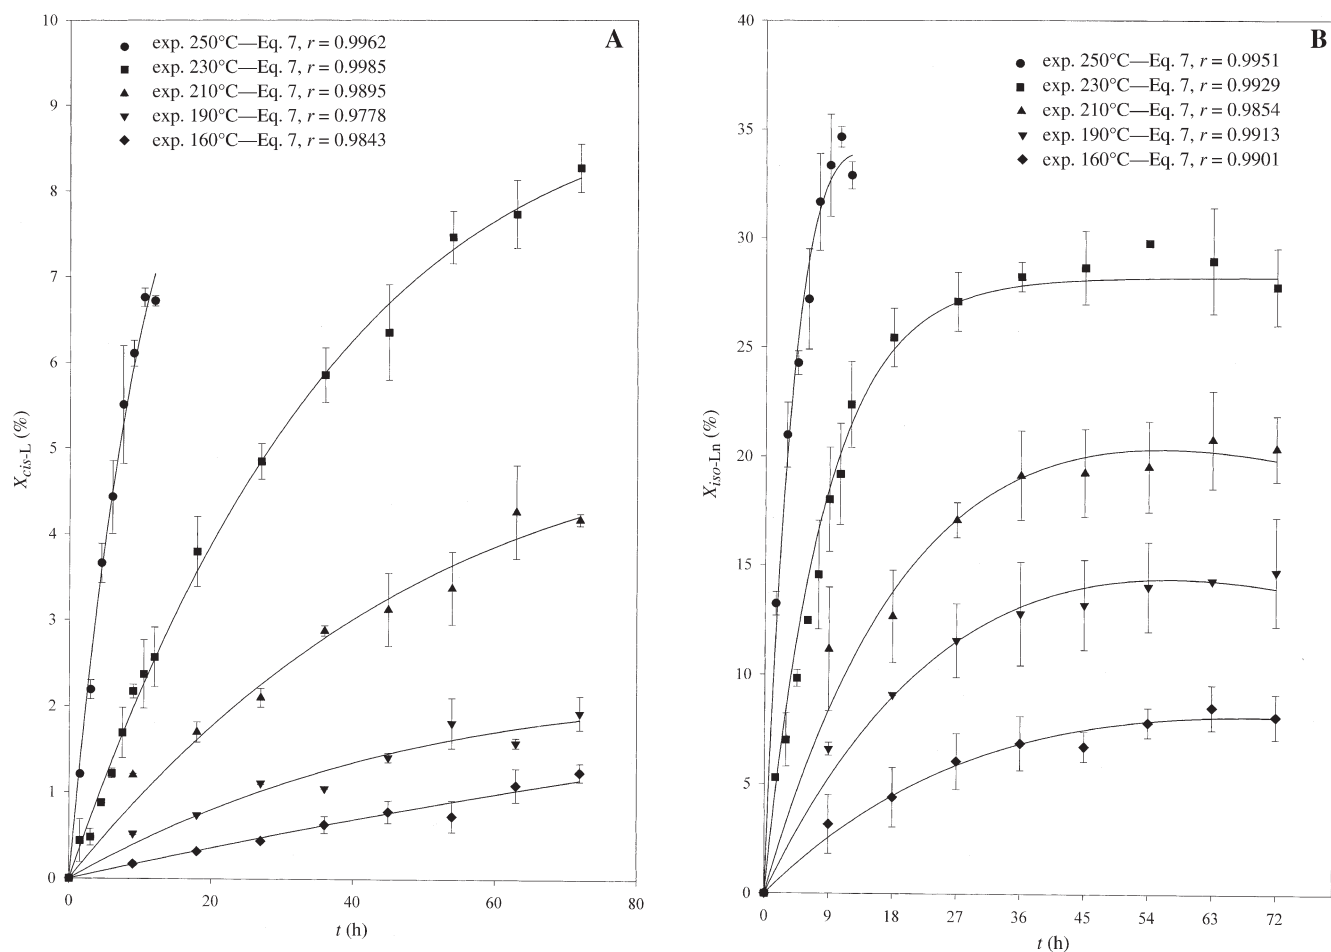 A
exp. 250°C—Eq. 7, r = 0.9962
exp. 230°C—Eq. 7, r = 0.9985
exp. 210°C—Eq. 7, r = 0.9895
exp. 190°C—Eq. 7, r = 0.9778
exp. 160°C—Eq. 7, r = 0.9843
10
9
8
7
6
5
4
3
2
1
0
X cis-L (%)
0 20 40 60 80
t (h)
B
exp. 250°C—Eq. 7, r = 0.9951
exp. 230°C—Eq. 7, r = 0.9929
exp. 210°C—Eq. 7, r = 0.9854
exp. 190°C—Eq. 7, r = 0.9913
exp. 160°C—Eq. 7, r = 0.9901
40
35
30
25
20
15
10
5
0
X iso-Ln (%)
0 9 18 27 36 45 54 63 72
t (h)